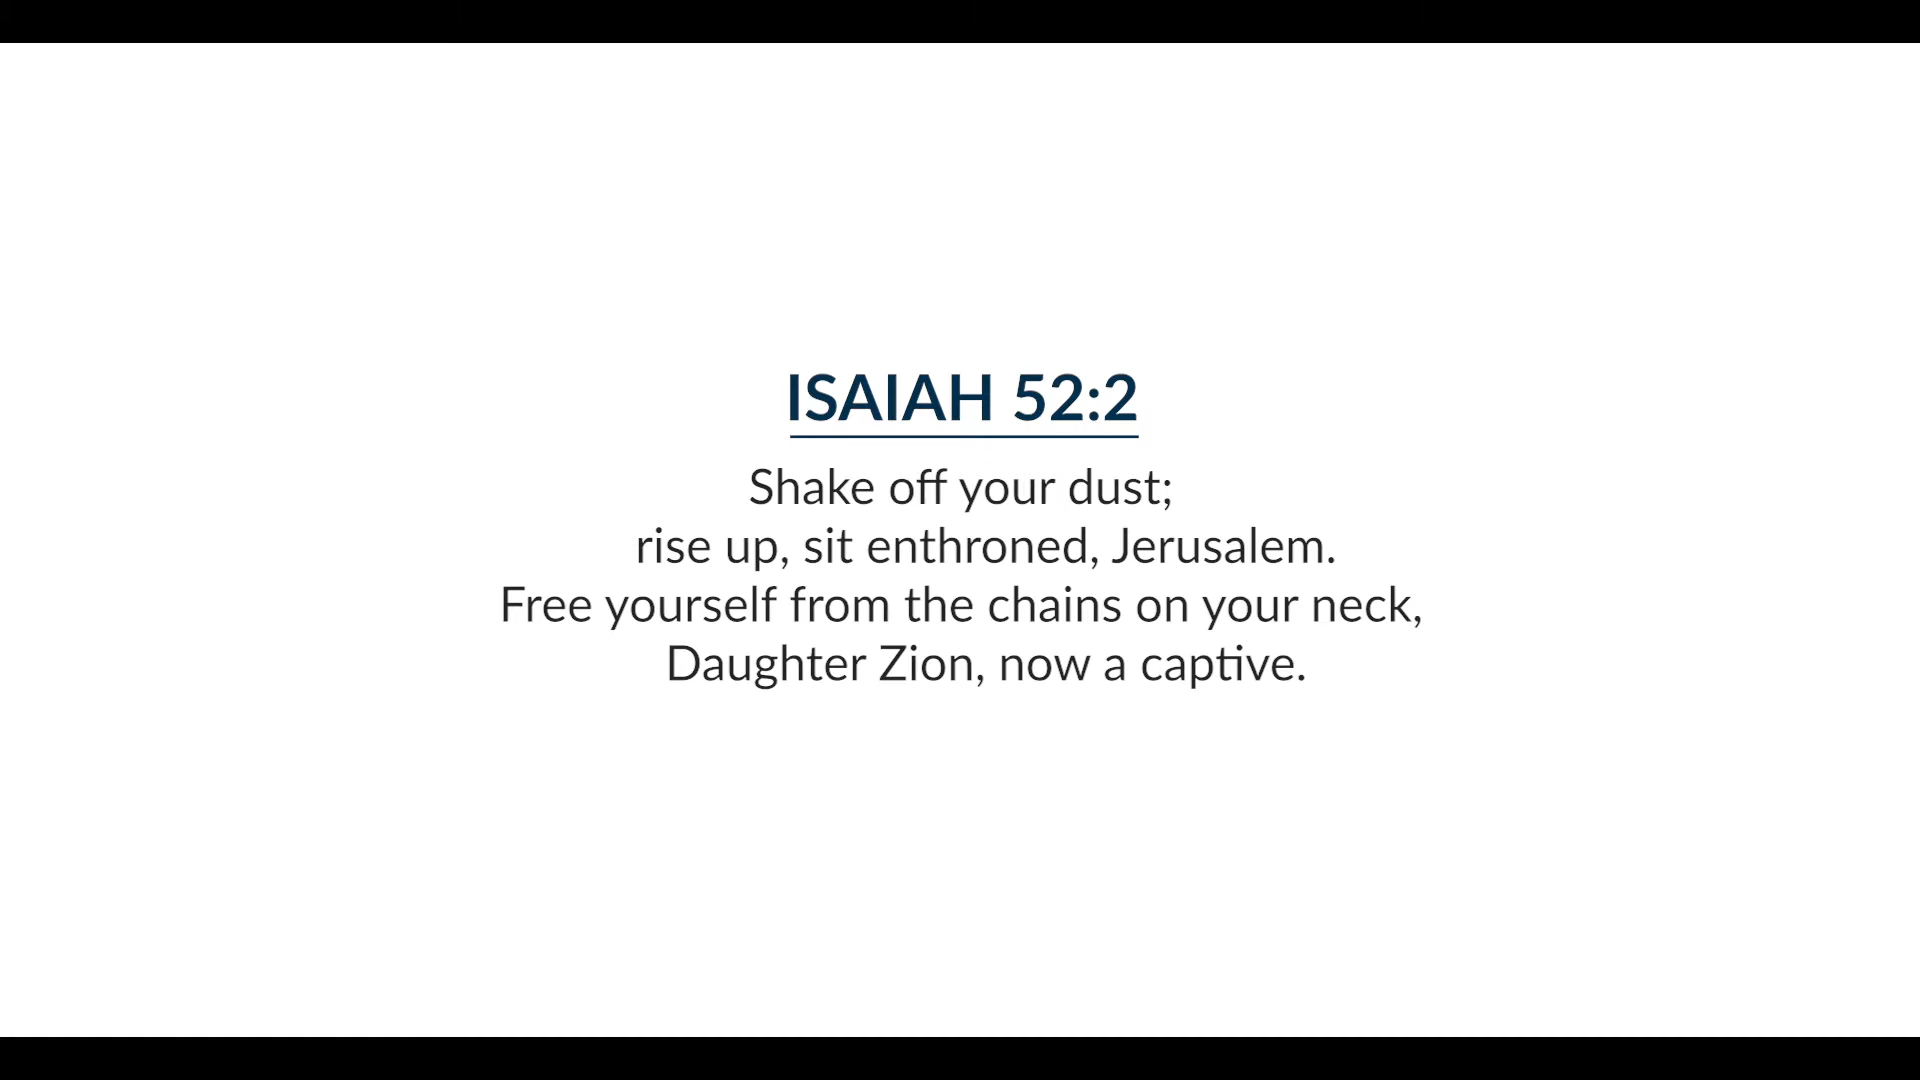 ISAIAH 52:2
Shake off your dust;
rise up, sit enthroned, Jerusalem.
Free yourself from the chains on your neck,
Daughter Zion, now a captive.